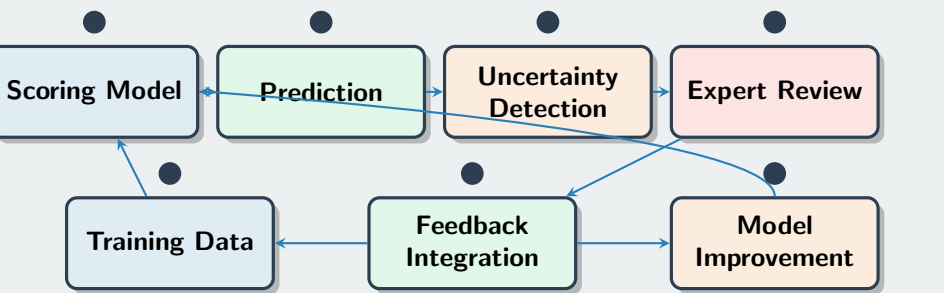 Scoring Model
Prediction
Uncertainty
Detection
Expert Review
Training Data
Feedback
Integration
Model
Improvement